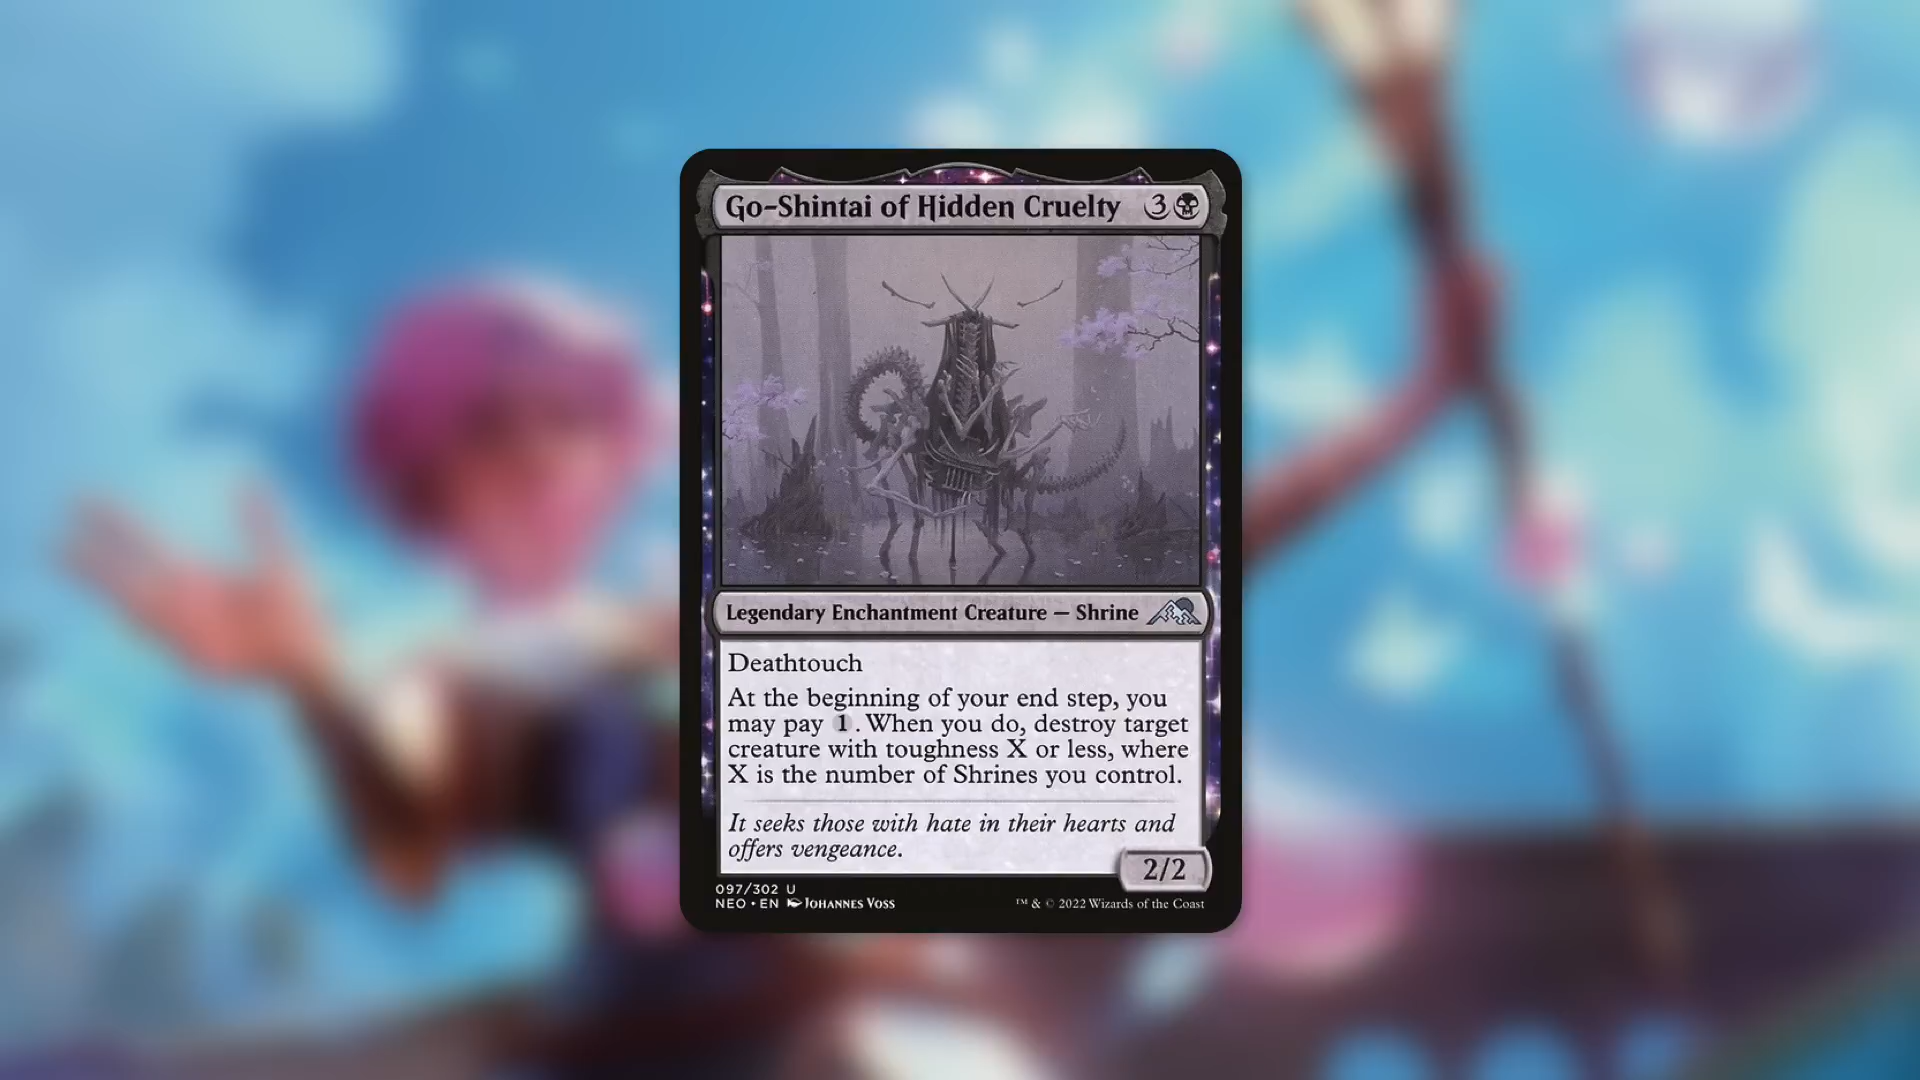 Go-Shintai of Hidden Cruelty 3
Legendary Enchantment Creature — Shrine
Deathtouch
At the beginning of your end step, you
may pay 1. When you do, destroy target
creature with toughness X or less, where
X is the number of Shrines you control.
It seeks those with hate in their hearts and
offers vengeance.
2/2
097/302 U
NEO • EN Johannes Voss
™ & © 2022 Wizards of the Coast